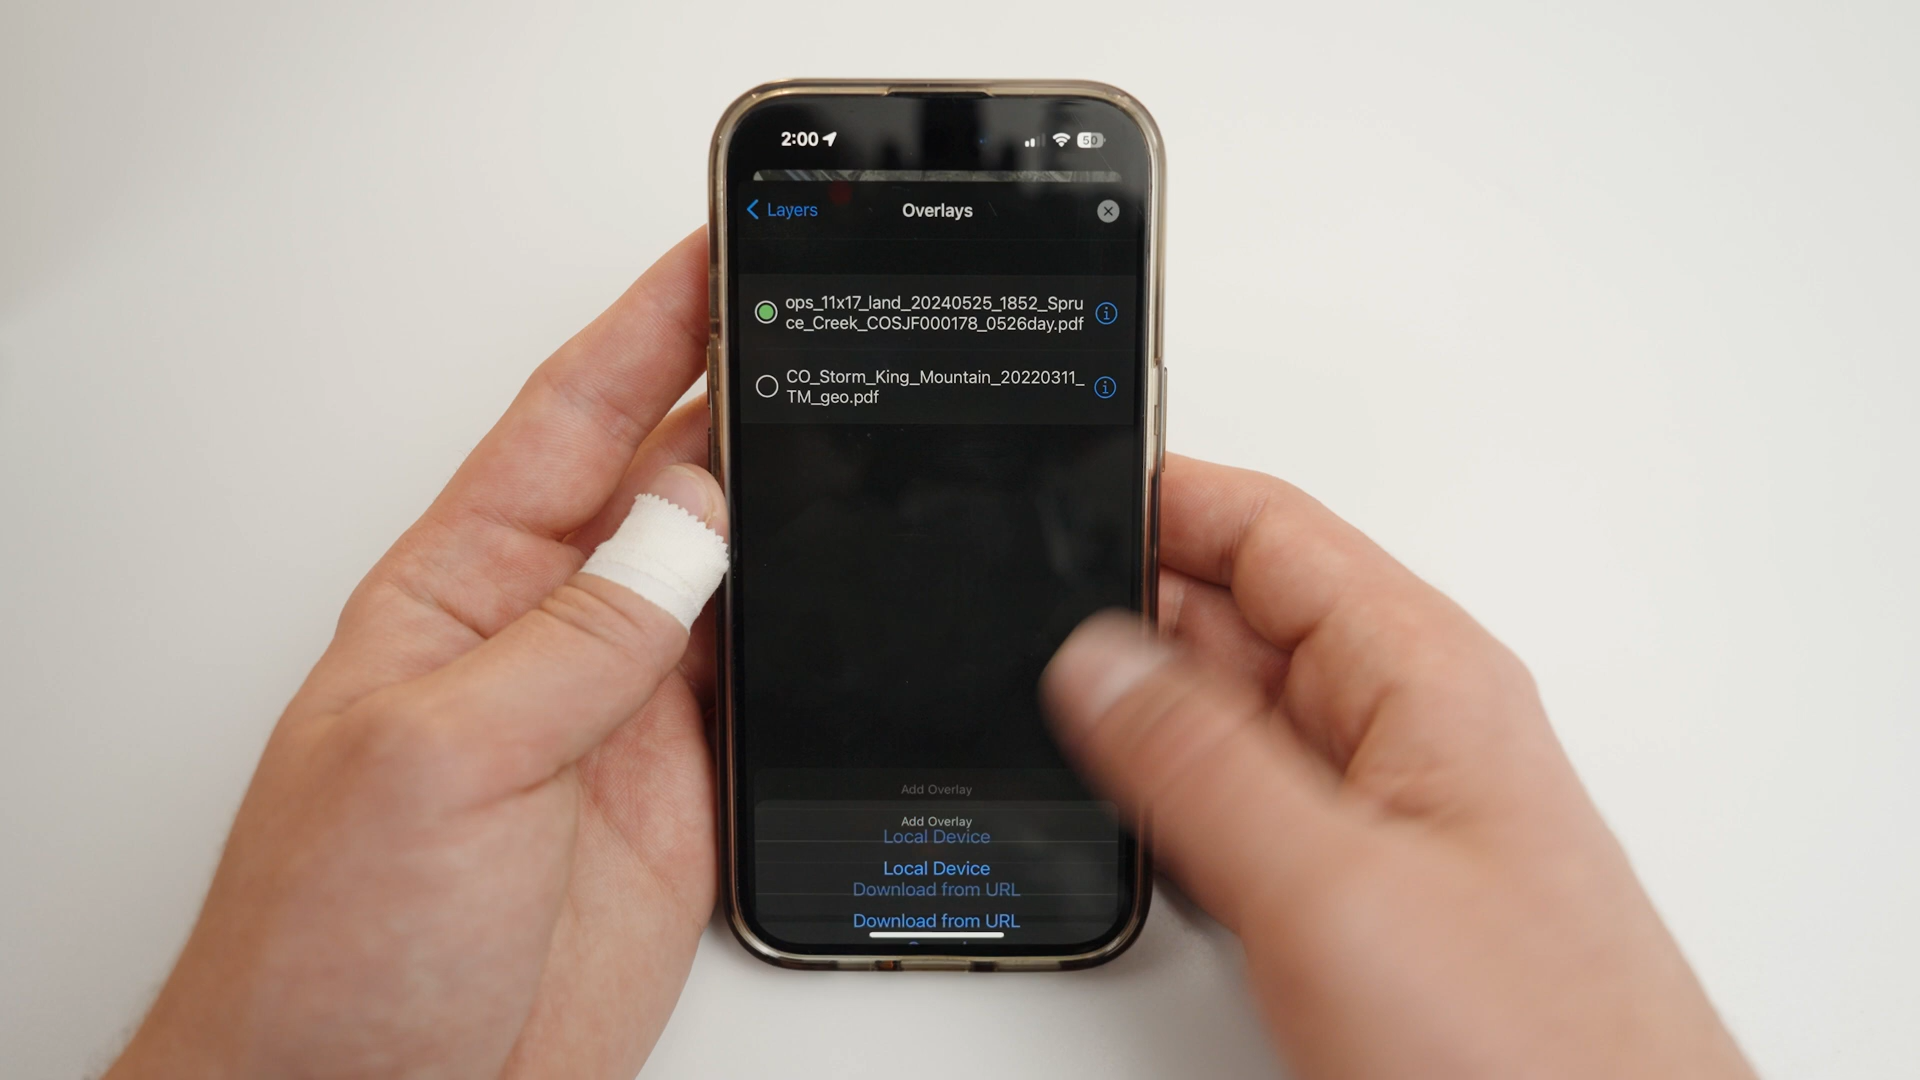 2:00
50
Layers
Overlays
ops_11x17_land_20240525_1852_Spru
ce_Creek_COSJF000178_0526day.pdf
CO_Storm_King_Mountain_20220311_
TM_geo.pdf
Add Overlay
Add Overlay
Local Device
Local Device
Download from URL
Download from URL